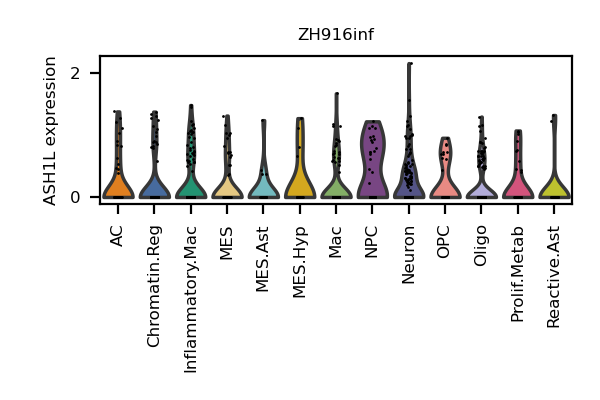 ZH916inf
ASH1L expression
2
0
AC
Chromatin.Reg
Inflammatory.Mac
MES
MES.Ast
MES.Hyp
Mac
NPC
Neuron
OPC
Oligo
Prolif.Metab
Reactive.Ast